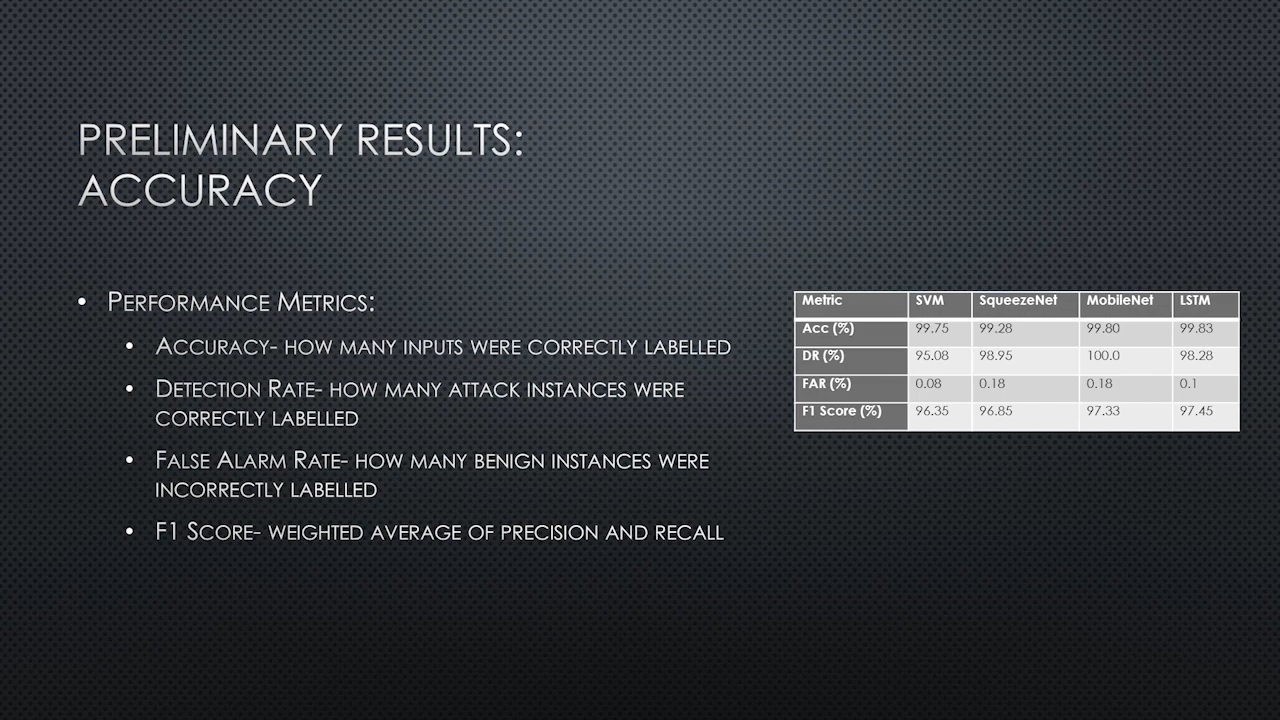 PRELIMINARY RESULTS:
ACCURACY
• PERFORMANCE METRICS:
• ACCURACY- HOW MANY INPUTS WERE CORRECTLY LABELLED
• DETECTION RATE- HOW MANY ATTACK INSTANCES WERE
CORRECTLY LABELLED
• FALSE ALARM RATE- HOW MANY BENIGN INSTANCES WERE
INCORRECTLY LABELLED
• F1 SCORE- WEIGHTED AVERAGE OF PRECISION AND RECALL
Metric SVM SqueezeNet MobileNet LSTM
Acc (%) 99.75 99.28 99.80 99.83
DR (%) 95.08 98.95 100.0 98.28
FAR (%) 0.08 0.18 0.18 0.1
F1 Score (%) 96.35 96.85 97.33 97.45